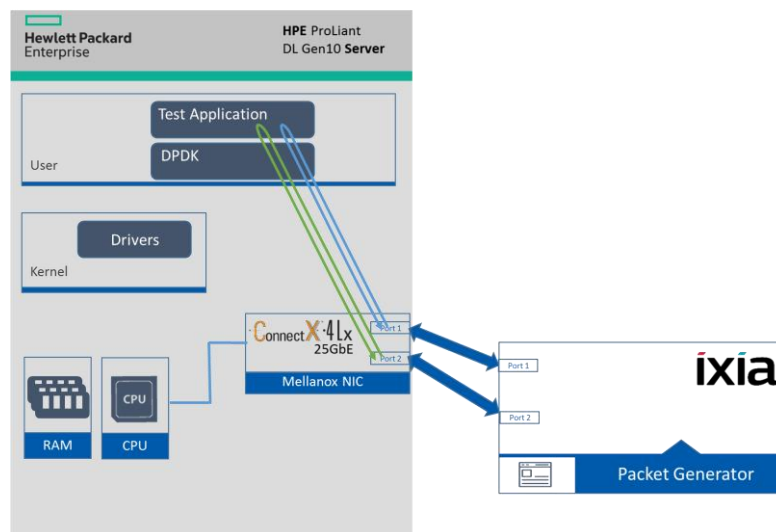 Hewlett Packard
Enterprise
HPE ProLiant
DL Gen10 Server
Test Application
DPDK
User
Drivers
Kernel
ConnectX·4Lx
25GbE
Port 1
Port 2
Mellanox NIC
CPU
RAM
CPU
ixia
Port 1
Port 2
Packet Generator